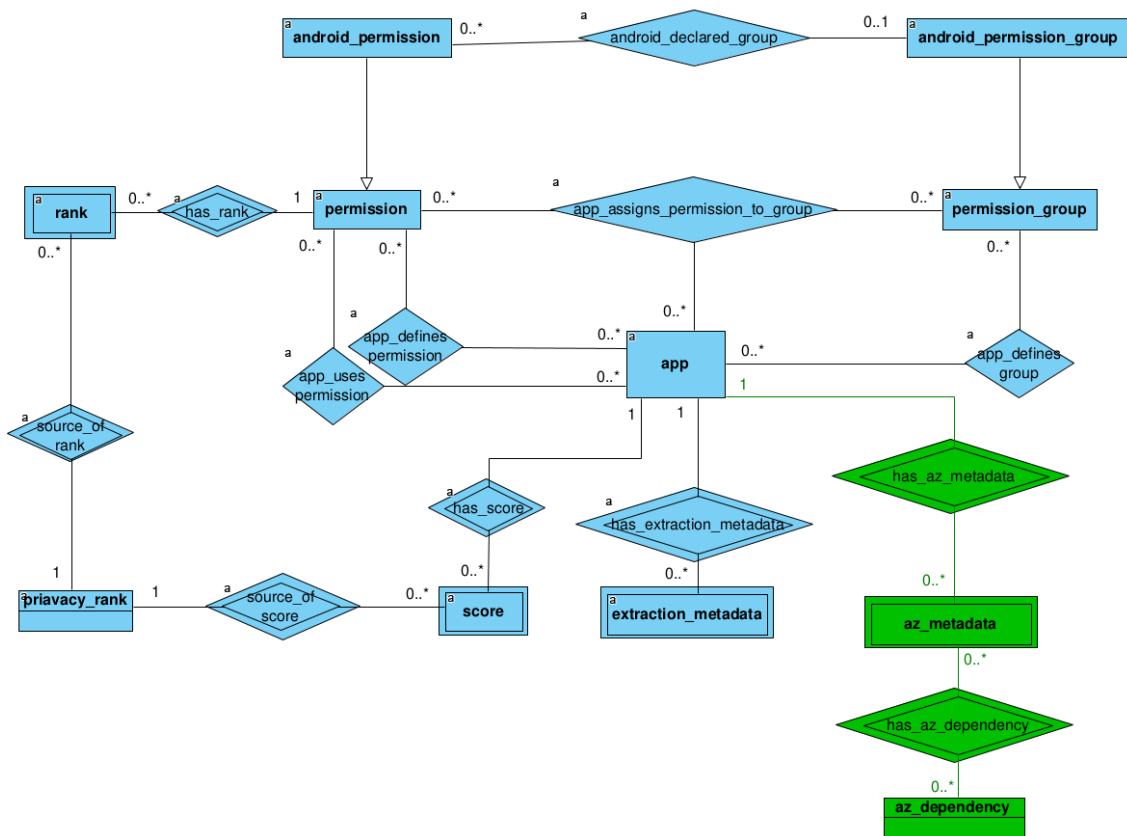 a
android_permission
0..*
a
android_declared_group
0..1
a
android_permission_group
a
rank
0..*
a
has_rank
1
a
permission
0..*
a
app_assigns_permission_to_group
0..*
a
permission_group
0..*
0..*
0..*
0..*
0..*
a
app_defines
permission
0..*
a
app
0..*
a
app_defines
group
a
app_uses
permission
0..*
1
1
1
a
source_of
rank
has_az_metadata
a
has_score
a
has_extraction_metadata
1
0..*
0..*
0..*
a
priavacy_rank
1
a
source_of
score
0..*
a
score
a
extraction_metadata
az_metadata
0..*
has_az_dependency
0..*
az_dependency